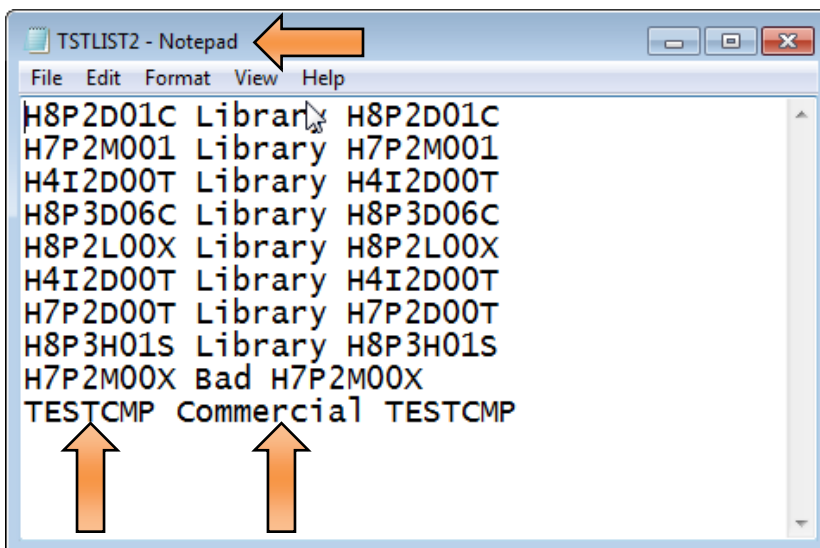 TSTLIST2 - Notepad
File Edit Format View Help
H8P2D01C Library H8P2D01C
H7P2M001 Library H7P2M001
H4I2D00T Library H4I2D00T
H8P3D06C Library H8P3D06C
H8P2L00X Library H8P2L00X
H4I2D00T Library H4I2D00T
H7P2D00T Library H7P2D00T
H8P3H01S Library H8P3H01S
H7P2M00X Bad H7P2M00X
TESTCMP Commercial TESTCMP